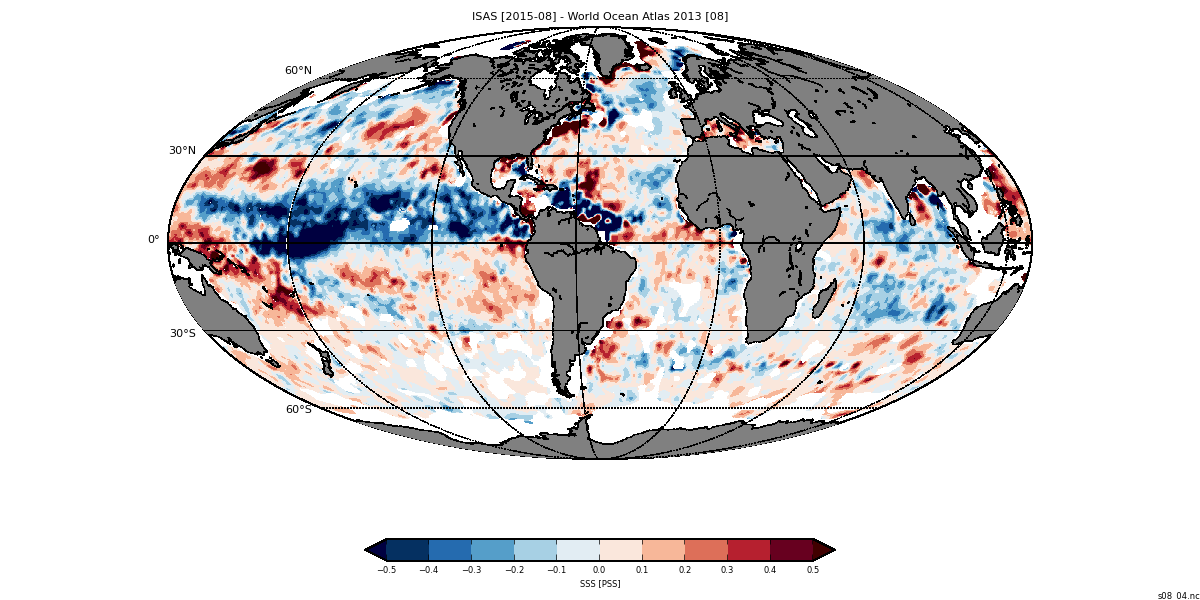 ISAS [2015-08] - World Ocean Atlas 2013 [08]
60°N
30°N
0°
30°S
60°S
−0.5 −0.4 −0.3 −0.2 −0.1 0.0 0.1 0.2 0.3 0.4 0.5
SSS [PSS]
s08_04.nc